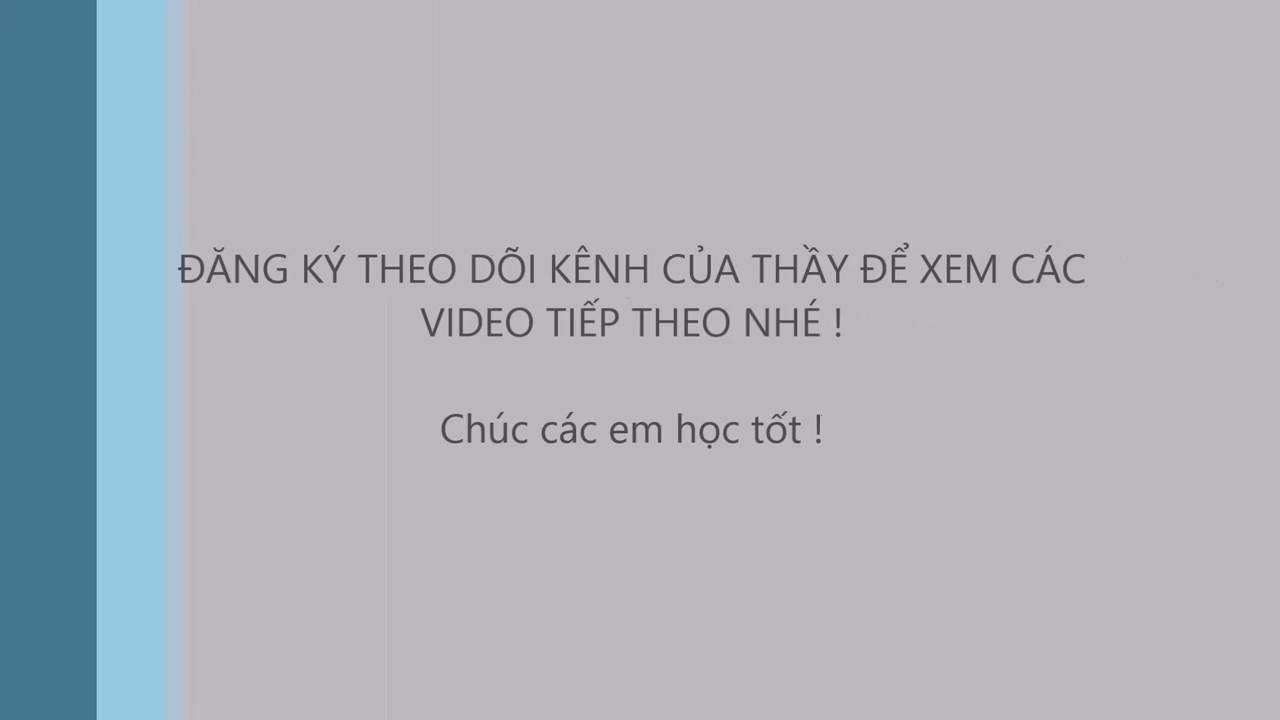 ĐĂNG KÝ THEO DÕI KÊNH CỦA THẦY ĐỂ XEM CÁC
VIDEO TIẾP THEO NHÉ !
Chúc các em học tốt !